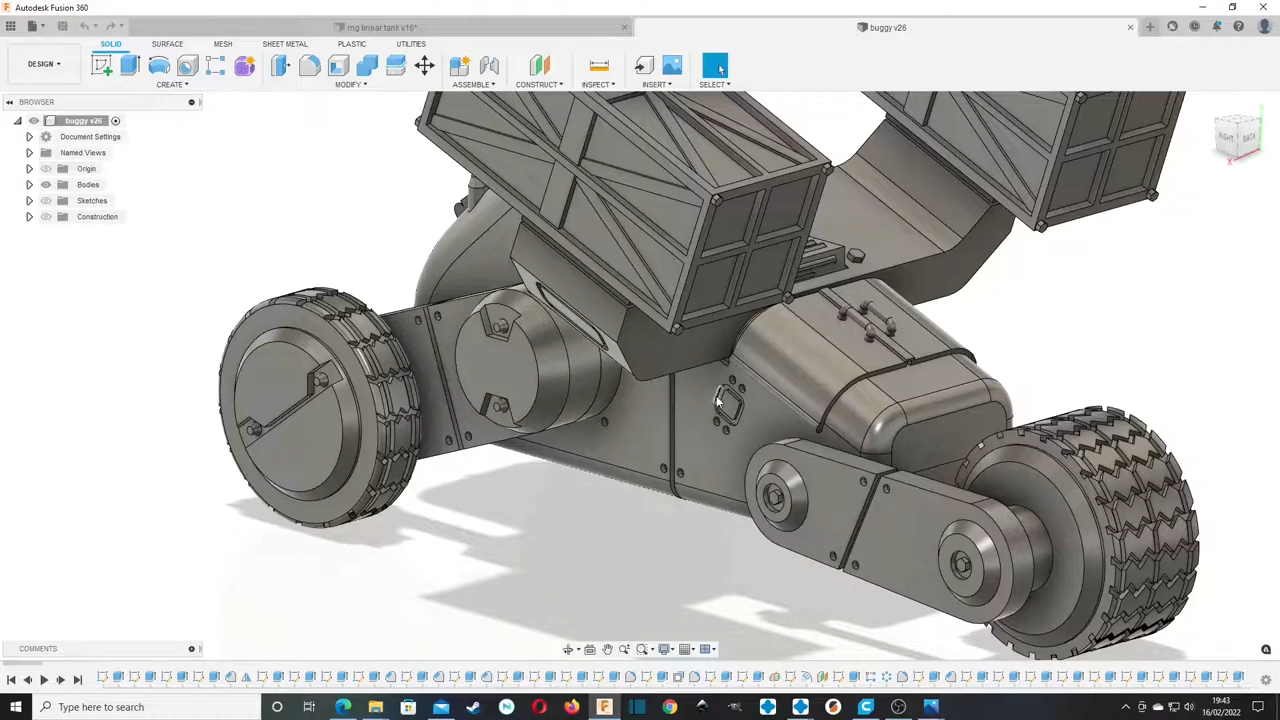 Autodesk Fusion 360
mg linear tank v16*
buggy v26
SOLID
SURFACE
MESH
SHEET METAL
PLASTIC
UTILITIES
DESIGN
CREATE
MODIFY
ASSEMBLE
CONSTRUCT
INSPECT
INSERT
SELECT
BROWSER
buggy v26
Document Settings
Named Views
Origin
Bodies
Sketches
Construction
RIGHT
BACK
X
COMMENTS
Type here to search
19:43
16/02/2022